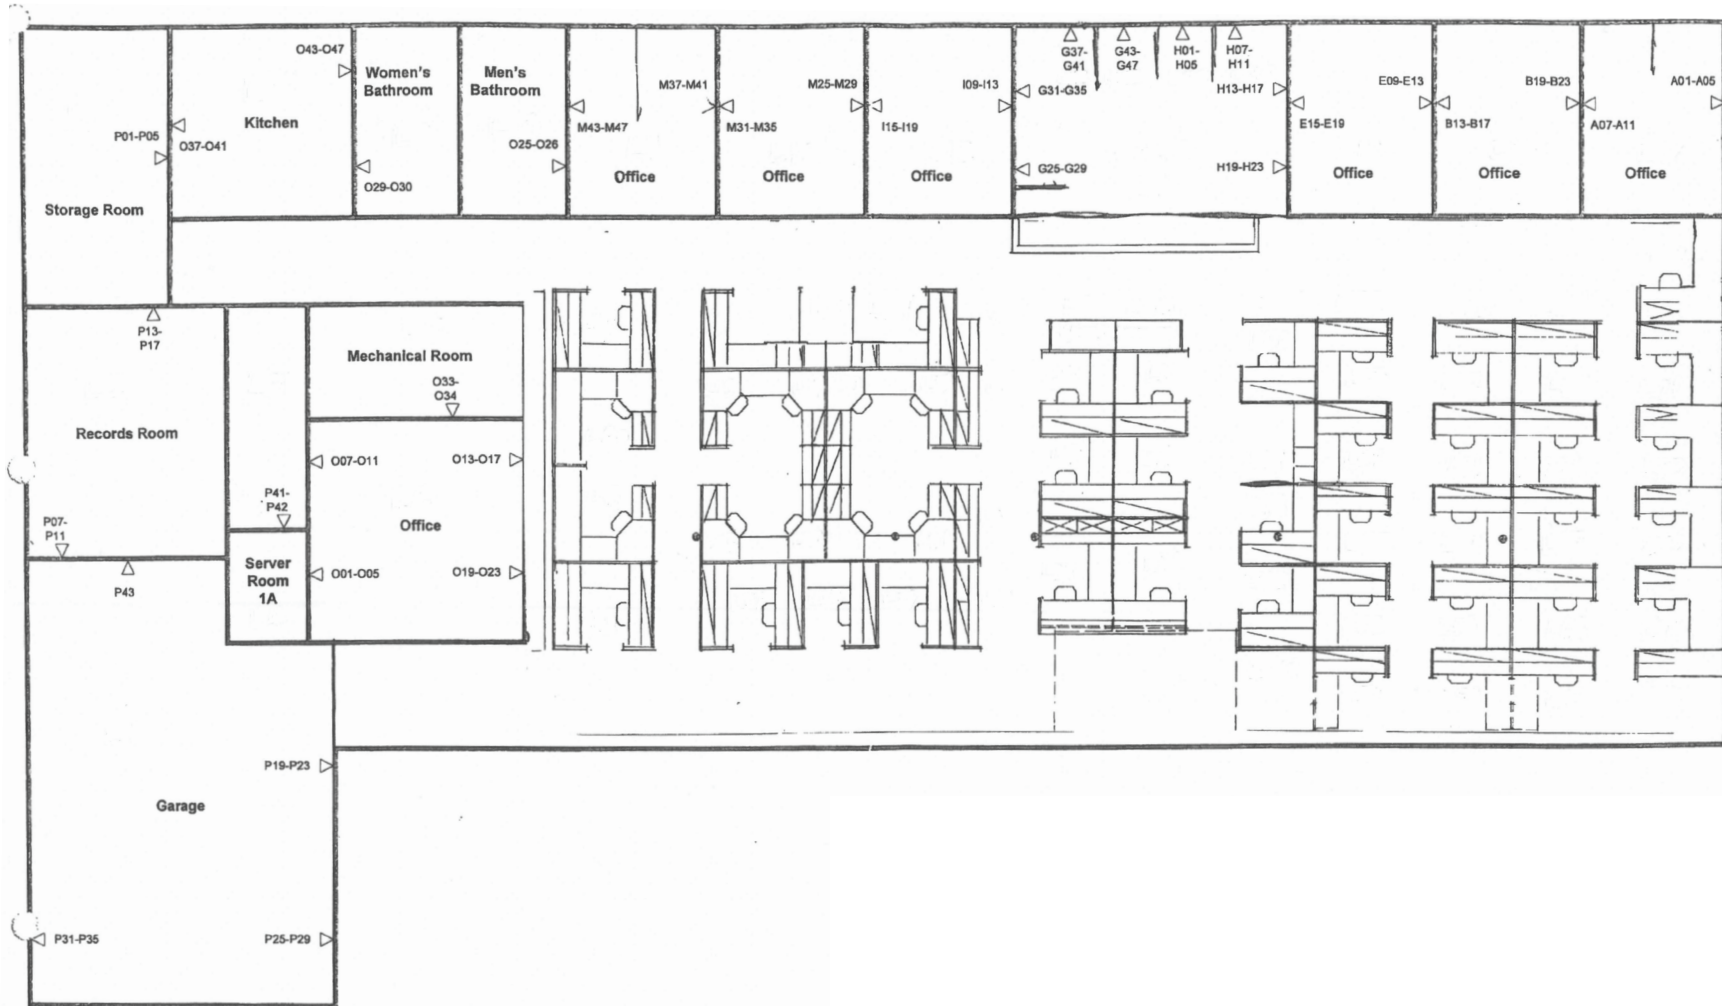 O43-O47
Women's
Bathroom
Men's
Bathroom
M37-M41
M25-M29
I09-I13
G37-
G41
G43-
G47
H01-
H05
H07-
H11
G31-G35
H13-H17
E09-E13
B19-B23
A01-A05
P01-P05
O37-O41
Kitchen
O25-O26
M43-M47
M31-M35
I15-I19
E15-E19
B13-B17
A07-A11
O29-O30
Office
Office
Office
G25-G29
H19-H23
Office
Office
Office
Storage Room
P13-
P17
Mechanical Room
O33-
O34
Records Room
O07-O11
O13-O17
P41-
P42
Office
P07-
P11
P43
Server
Room
1A
O01-O05
O19-O23
P19-P23
Garage
P31-P35
P25-P29